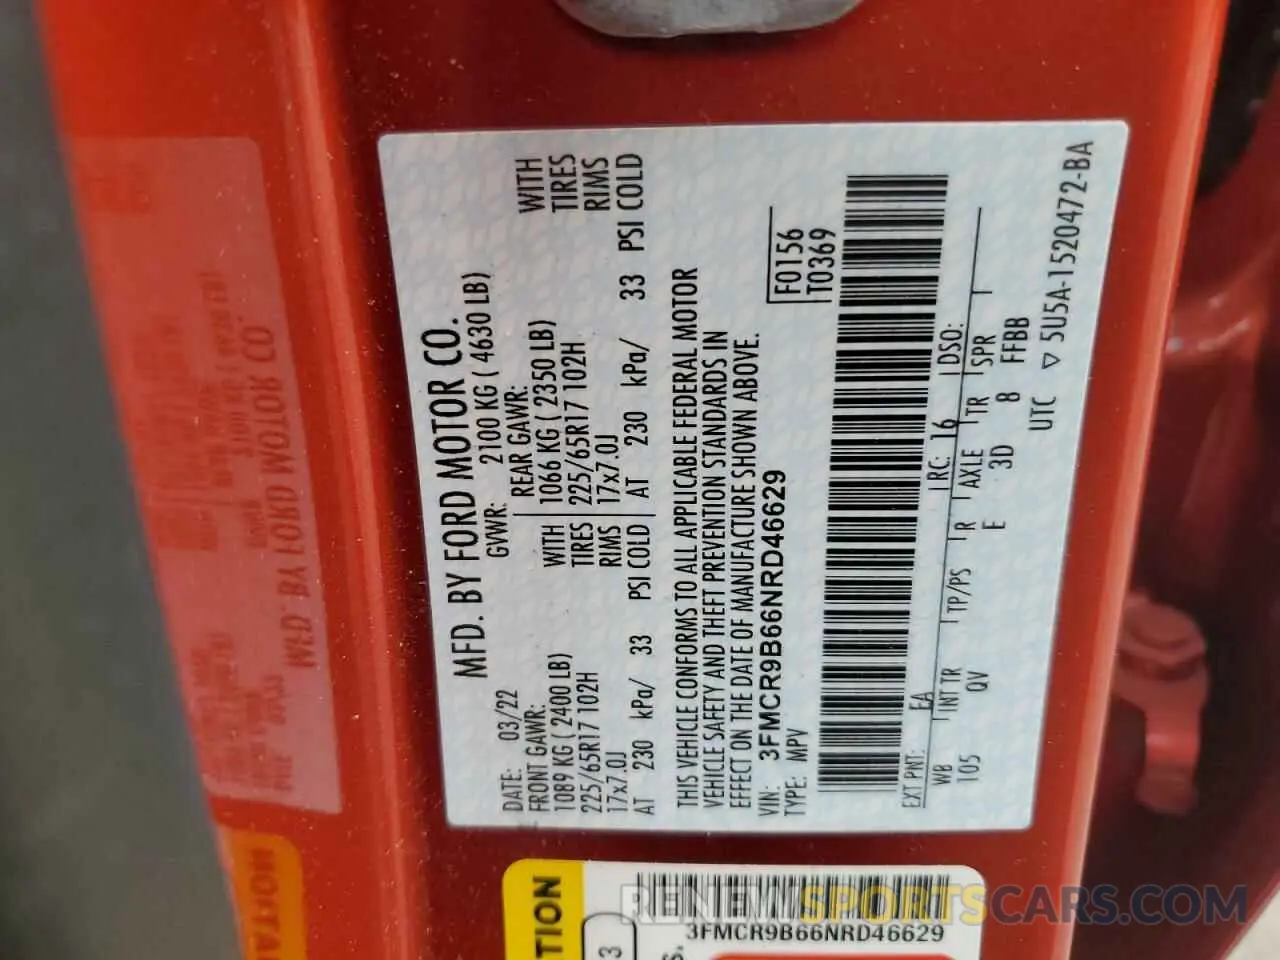 MFD. BY FORD MOTOR CO.
DATE: 03/22 GVWR: 2100 KG ( 4630 LB)
FRONT GAWR: REAR GAWR:
1089 KG ( 2400 LB) WITH 1066 KG ( 2350 LB) WITH
225/65R17 102H TIRES 225/65R17 102H TIRES
17x7.0J RIMS 17x7.0J RIMS
AT 230 kPa/ 33 PSI COLD AT 230 kPa/ 33 PSI COLD
THIS VEHICLE CONFORMS TO ALL APPLICABLE FEDERAL MOTOR
VEHICLE SAFETY AND THEFT PREVENTION STANDARDS IN
EFFECT ON THE DATE OF MANUFACTURE SHOWN ABOVE.
VIN: 3FMCR9B66NRD46629 F0156
TYPE: MPV T0369
EXT PNT: EA RC: 16 DSO:
WB INT TR TP/PS R AXLE TR SPR
105 QV E 3D 8 FFBB
UTC ▽ 5U5A-1520472-BA
TION
3
S.
3FMCR9B66NRD46629
RENEWSPORTSCARS.COM
MFD. BY FORD MOTOR CO